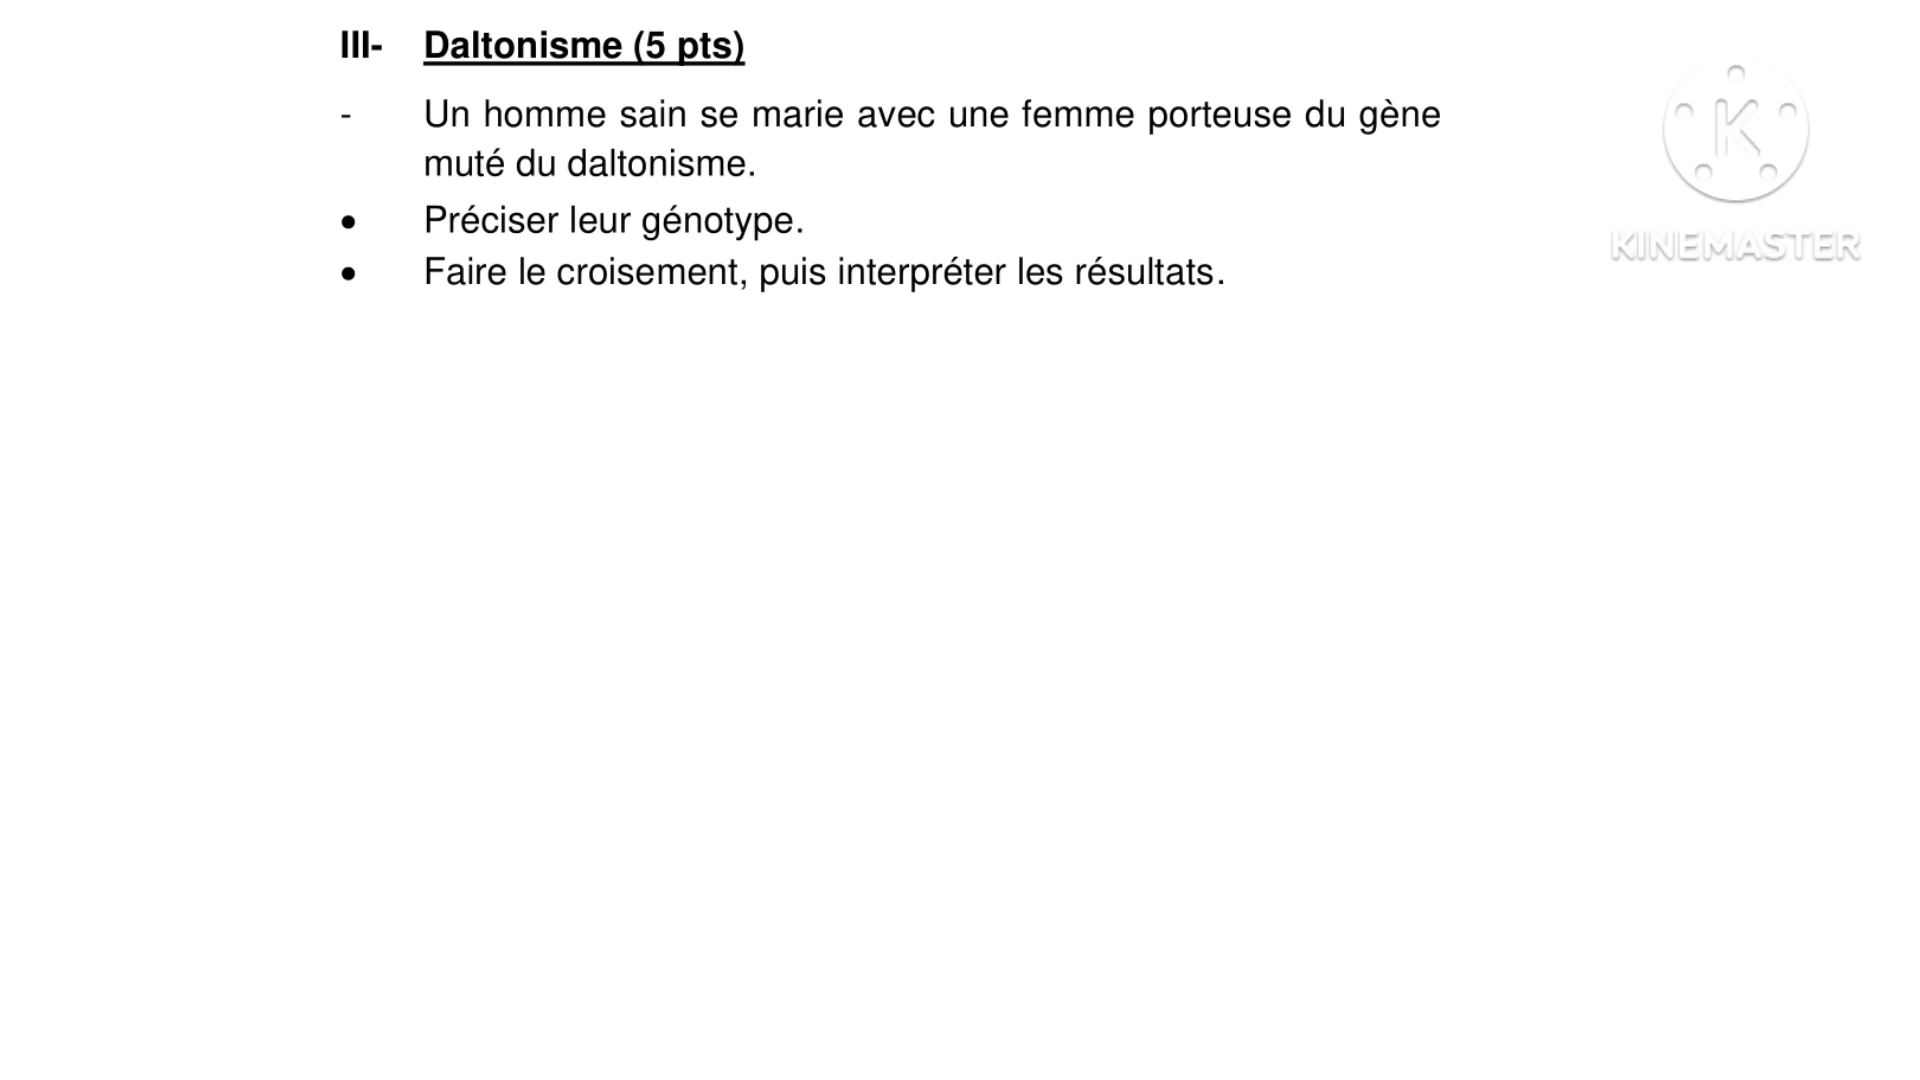 III- Daltonisme (5 pts)
- Un homme sain se marie avec une femme porteuse du gène
muté du daltonisme.
• Préciser leur génotype.
• Faire le croisement, puis interpréter les résultats.
K
KINEMASTER